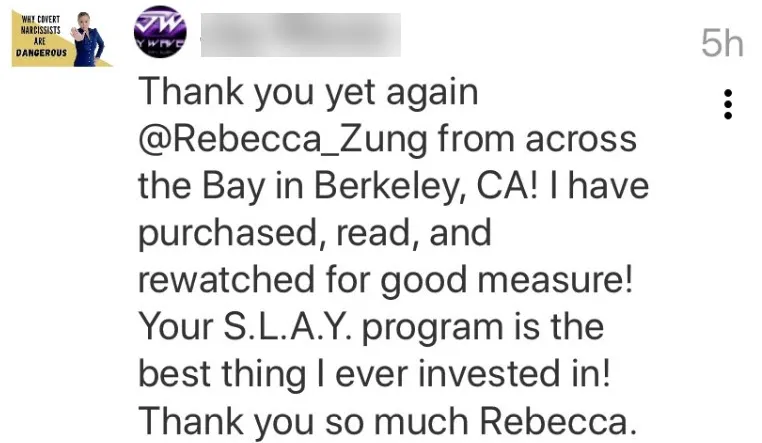 WHY COVERT
NARCISSISTS
ARE
DANGEROUS
JW
5h
Thank you yet again
@Rebecca_Zung from across
the Bay in Berkeley, CA! I have
purchased, read, and
rewatched for good measure!
Your S.L.A.Y. program is the
best thing I ever invested in!
Thank you so much Rebecca.